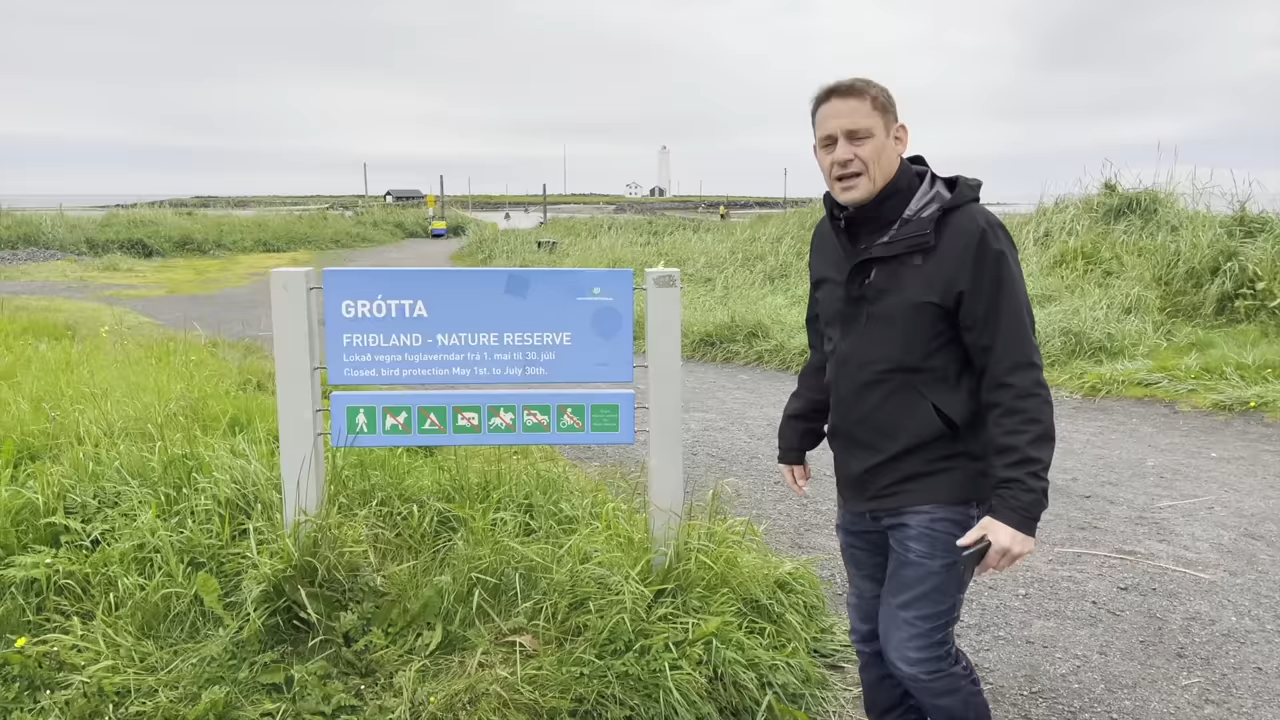 GRÓTTA
FRIÐLAND - NATURE RESERVE
Lokað vegna fuglaverndar frá 1. maí til 30. júlí
Closed, bird protection May 1st. to July 30th.